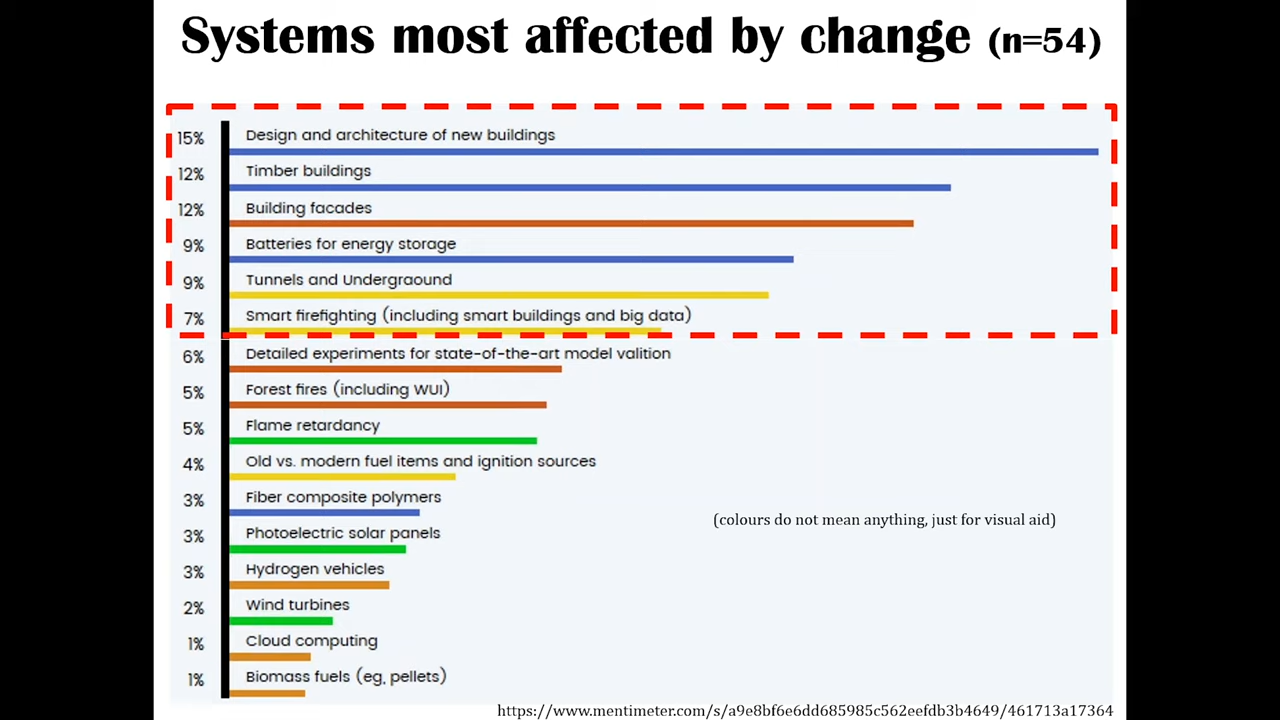 Systems most affected by change (n=54)
15% Design and architecture of new buildings
12% Timber buildings
12% Building facades
9% Batteries for energy storage
9% Tunnels and Undergraound
7% Smart firefighting (including smart buildings and big data)
6% Detailed experiments for state-of-the-art model valition
5% Forest fires (including WUI)
5% Flame retardancy
4% Old vs. modern fuel items and ignition sources
3% Fiber composite polymers
(colours do not mean anything, just for visual aid)
3% Photoelectric solar panels
3% Hydrogen vehicles
2% Wind turbines
1% Cloud computing
1% Biomass fuels (eg, pellets)
https://www.mentimeter.com/s/a9e8bf6e6dd685985c562eefdb3b4649/461713a17364